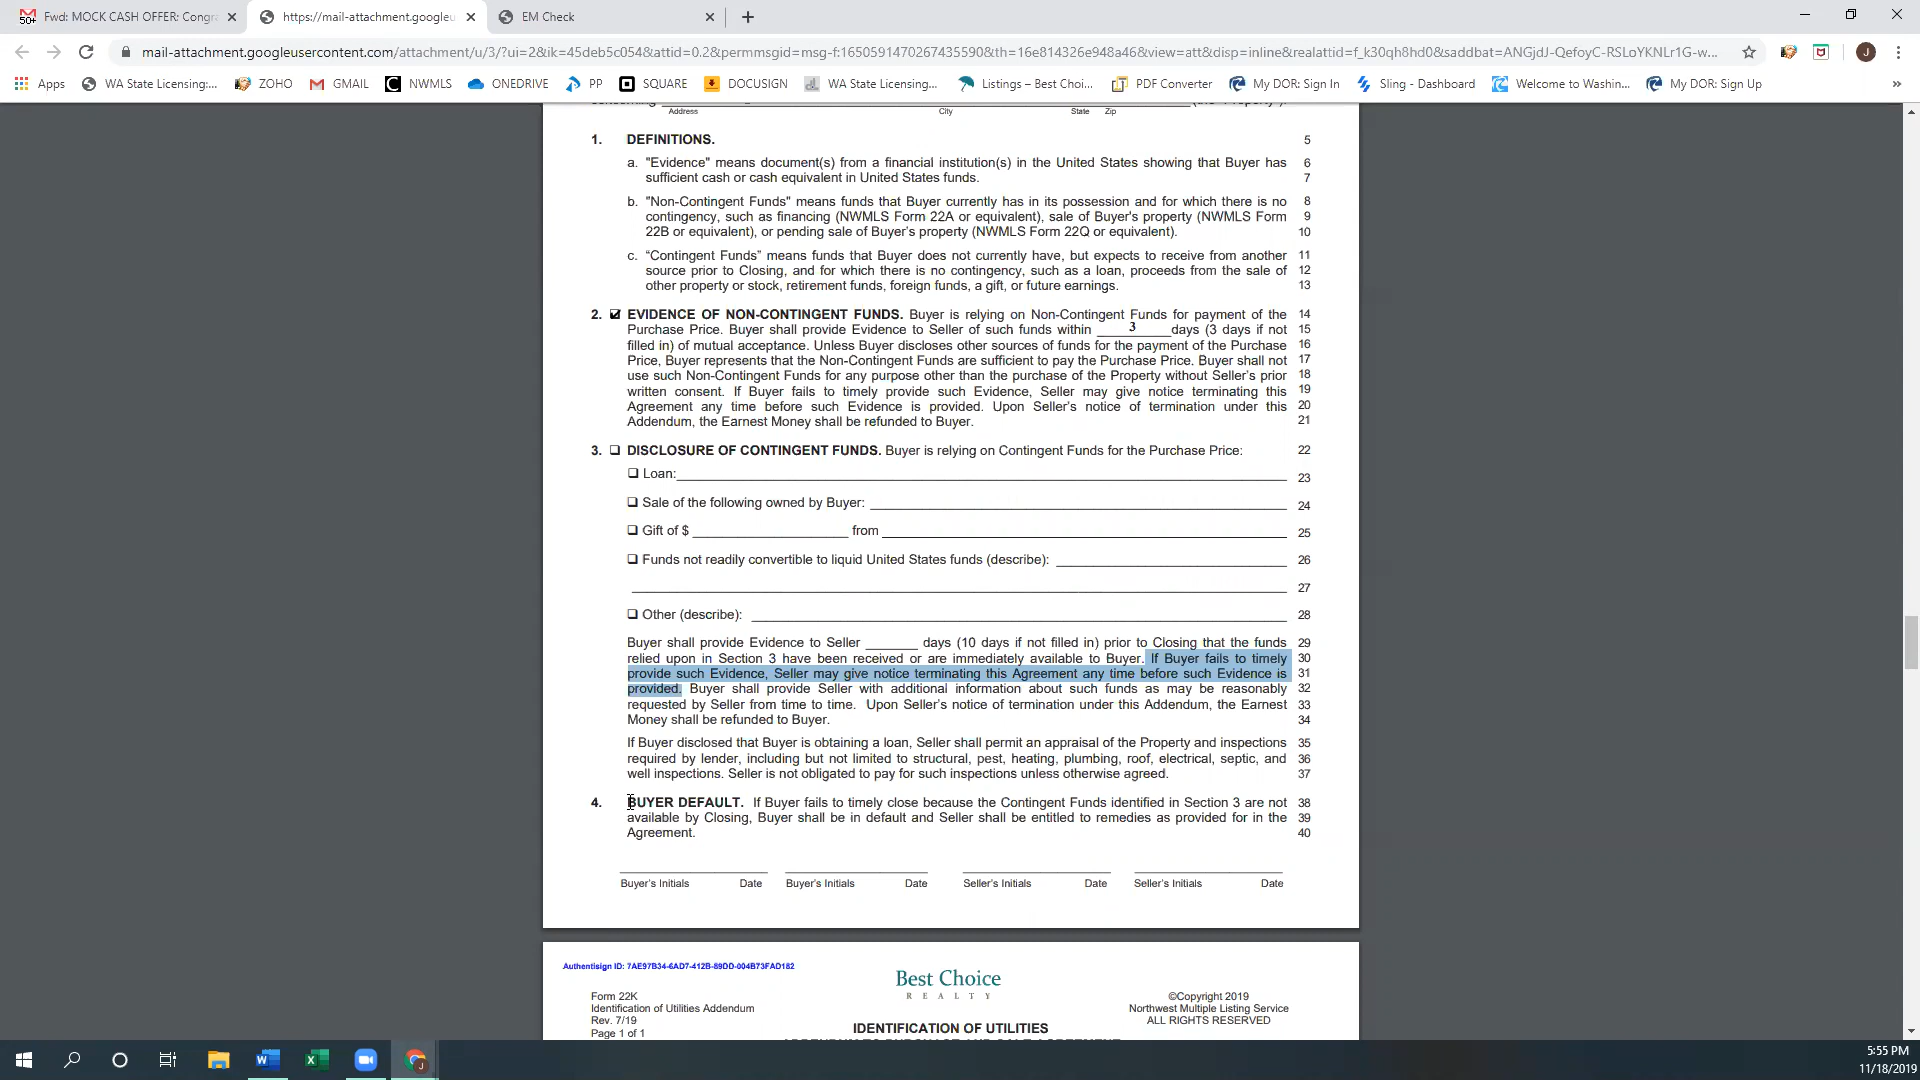 Fwd: MOCK CASH OFFER: Congr
https://mail-attachment.googleu
EM Check
mail-attachment.googleusercontent.com/attachment/u/3/?ui=2&ik=45deb5c054&attid=0.2&permmsgid=msg-f:1650591470267435590&th=16e814326e948a46&view=att&disp=inline&realattid=f_k30qh8hd0&saddbat=ANGjdJ-QefoyC-RSLoYKNLr1G-w...
Apps WA State Licensing:... ZOHO GMAIL NWMLS ONEDRIVE PP SQUARE DOCUSIGN WA State Licensing... Listings – Best Choi... PDF Converter My DOR: Sign In Sling - Dashboard Welcome to Washin... My DOR: Sign Up »
Address City State Zip
1. DEFINITIONS. 5
a. "Evidence" means document(s) from a financial institution(s) in the United States showing that Buyer has 6
sufficient cash or cash equivalent in United States funds. 7
b. "Non-Contingent Funds" means funds that Buyer currently has in its possession and for which there is no 8
contingency, such as financing (NWMLS Form 22A or equivalent), sale of Buyer's property (NWMLS Form 9
22B or equivalent), or pending sale of Buyer's property (NWMLS Form 22Q or equivalent). 10
c. “Contingent Funds” means funds that Buyer does not currently have, but expects to receive from another 11
source prior to Closing, and for which there is no contingency, such as a loan, proceeds from the sale of 12
other property or stock, retirement funds, foreign funds, a gift, or future earnings. 13
2. ☑ EVIDENCE OF NON-CONTINGENT FUNDS. Buyer is relying on Non-Contingent Funds for payment of the 14
Purchase Price. Buyer shall provide Evidence to Seller of such funds within ____3____ days (3 days if not 15
filled in) of mutual acceptance. Unless Buyer discloses other sources of funds for the payment of the Purchase 16
Price, Buyer represents that the Non-Contingent Funds are sufficient to pay the Purchase Price. Buyer shall not 17
use such Non-Contingent Funds for any purpose other than the purchase of the Property without Seller's prior 18
written consent. If Buyer fails to timely provide such Evidence, Seller may give notice terminating this 19
Agreement any time before such Evidence is provided. Upon Seller's notice of termination under this 20
Addendum, the Earnest Money shall be refunded to Buyer. 21
3. ❑ DISCLOSURE OF CONTINGENT FUNDS. Buyer is relying on Contingent Funds for the Purchase Price: 22
❑ Loan: 23
❑ Sale of the following owned by Buyer: 24
❑ Gift of $ ________ from 25
❑ Funds not readily convertible to liquid United States funds (describe): 26
27
❑ Other (describe): 28
Buyer shall provide Evidence to Seller _______ days (10 days if not filled in) prior to Closing that the funds 29
relied upon in Section 3 have been received or are immediately available to Buyer. If Buyer fails to timely 30
provide such Evidence, Seller may give notice terminating this Agreement any time before such Evidence is 31
provided. Buyer shall provide Seller with additional information about such funds as may be reasonably 32
requested by Seller from time to time. Upon Seller's notice of termination under this Addendum, the Earnest 33
Money shall be refunded to Buyer. 34
If Buyer disclosed that Buyer is obtaining a loan, Seller shall permit an appraisal of the Property and inspections 35
required by lender, including but not limited to structural, pest, heating, plumbing, roof, electrical, septic, and 36
well inspections. Seller is not obligated to pay for such inspections unless otherwise agreed. 37
4. BUYER DEFAULT. If Buyer fails to timely close because the Contingent Funds identified in Section 3 are not 38
available by Closing, Buyer shall be in default and Seller shall be entitled to remedies as provided for in the 39
Agreement. 40
Buyer's Initials Date Buyer's Initials Date Seller's Initials Date Seller's Initials Date
Authentisign ID: 7AE97B34-6AD7-412B-89DD-004B73FAD182
Best Choice
REALTY
Form 22K
Identification of Utilities Addendum
Rev. 7/19
Page 1 of 1
©Copyright 2019
Northwest Multiple Listing Service
ALL RIGHTS RESERVED
IDENTIFICATION OF UTILITIES
5:55 PM
11/18/2019